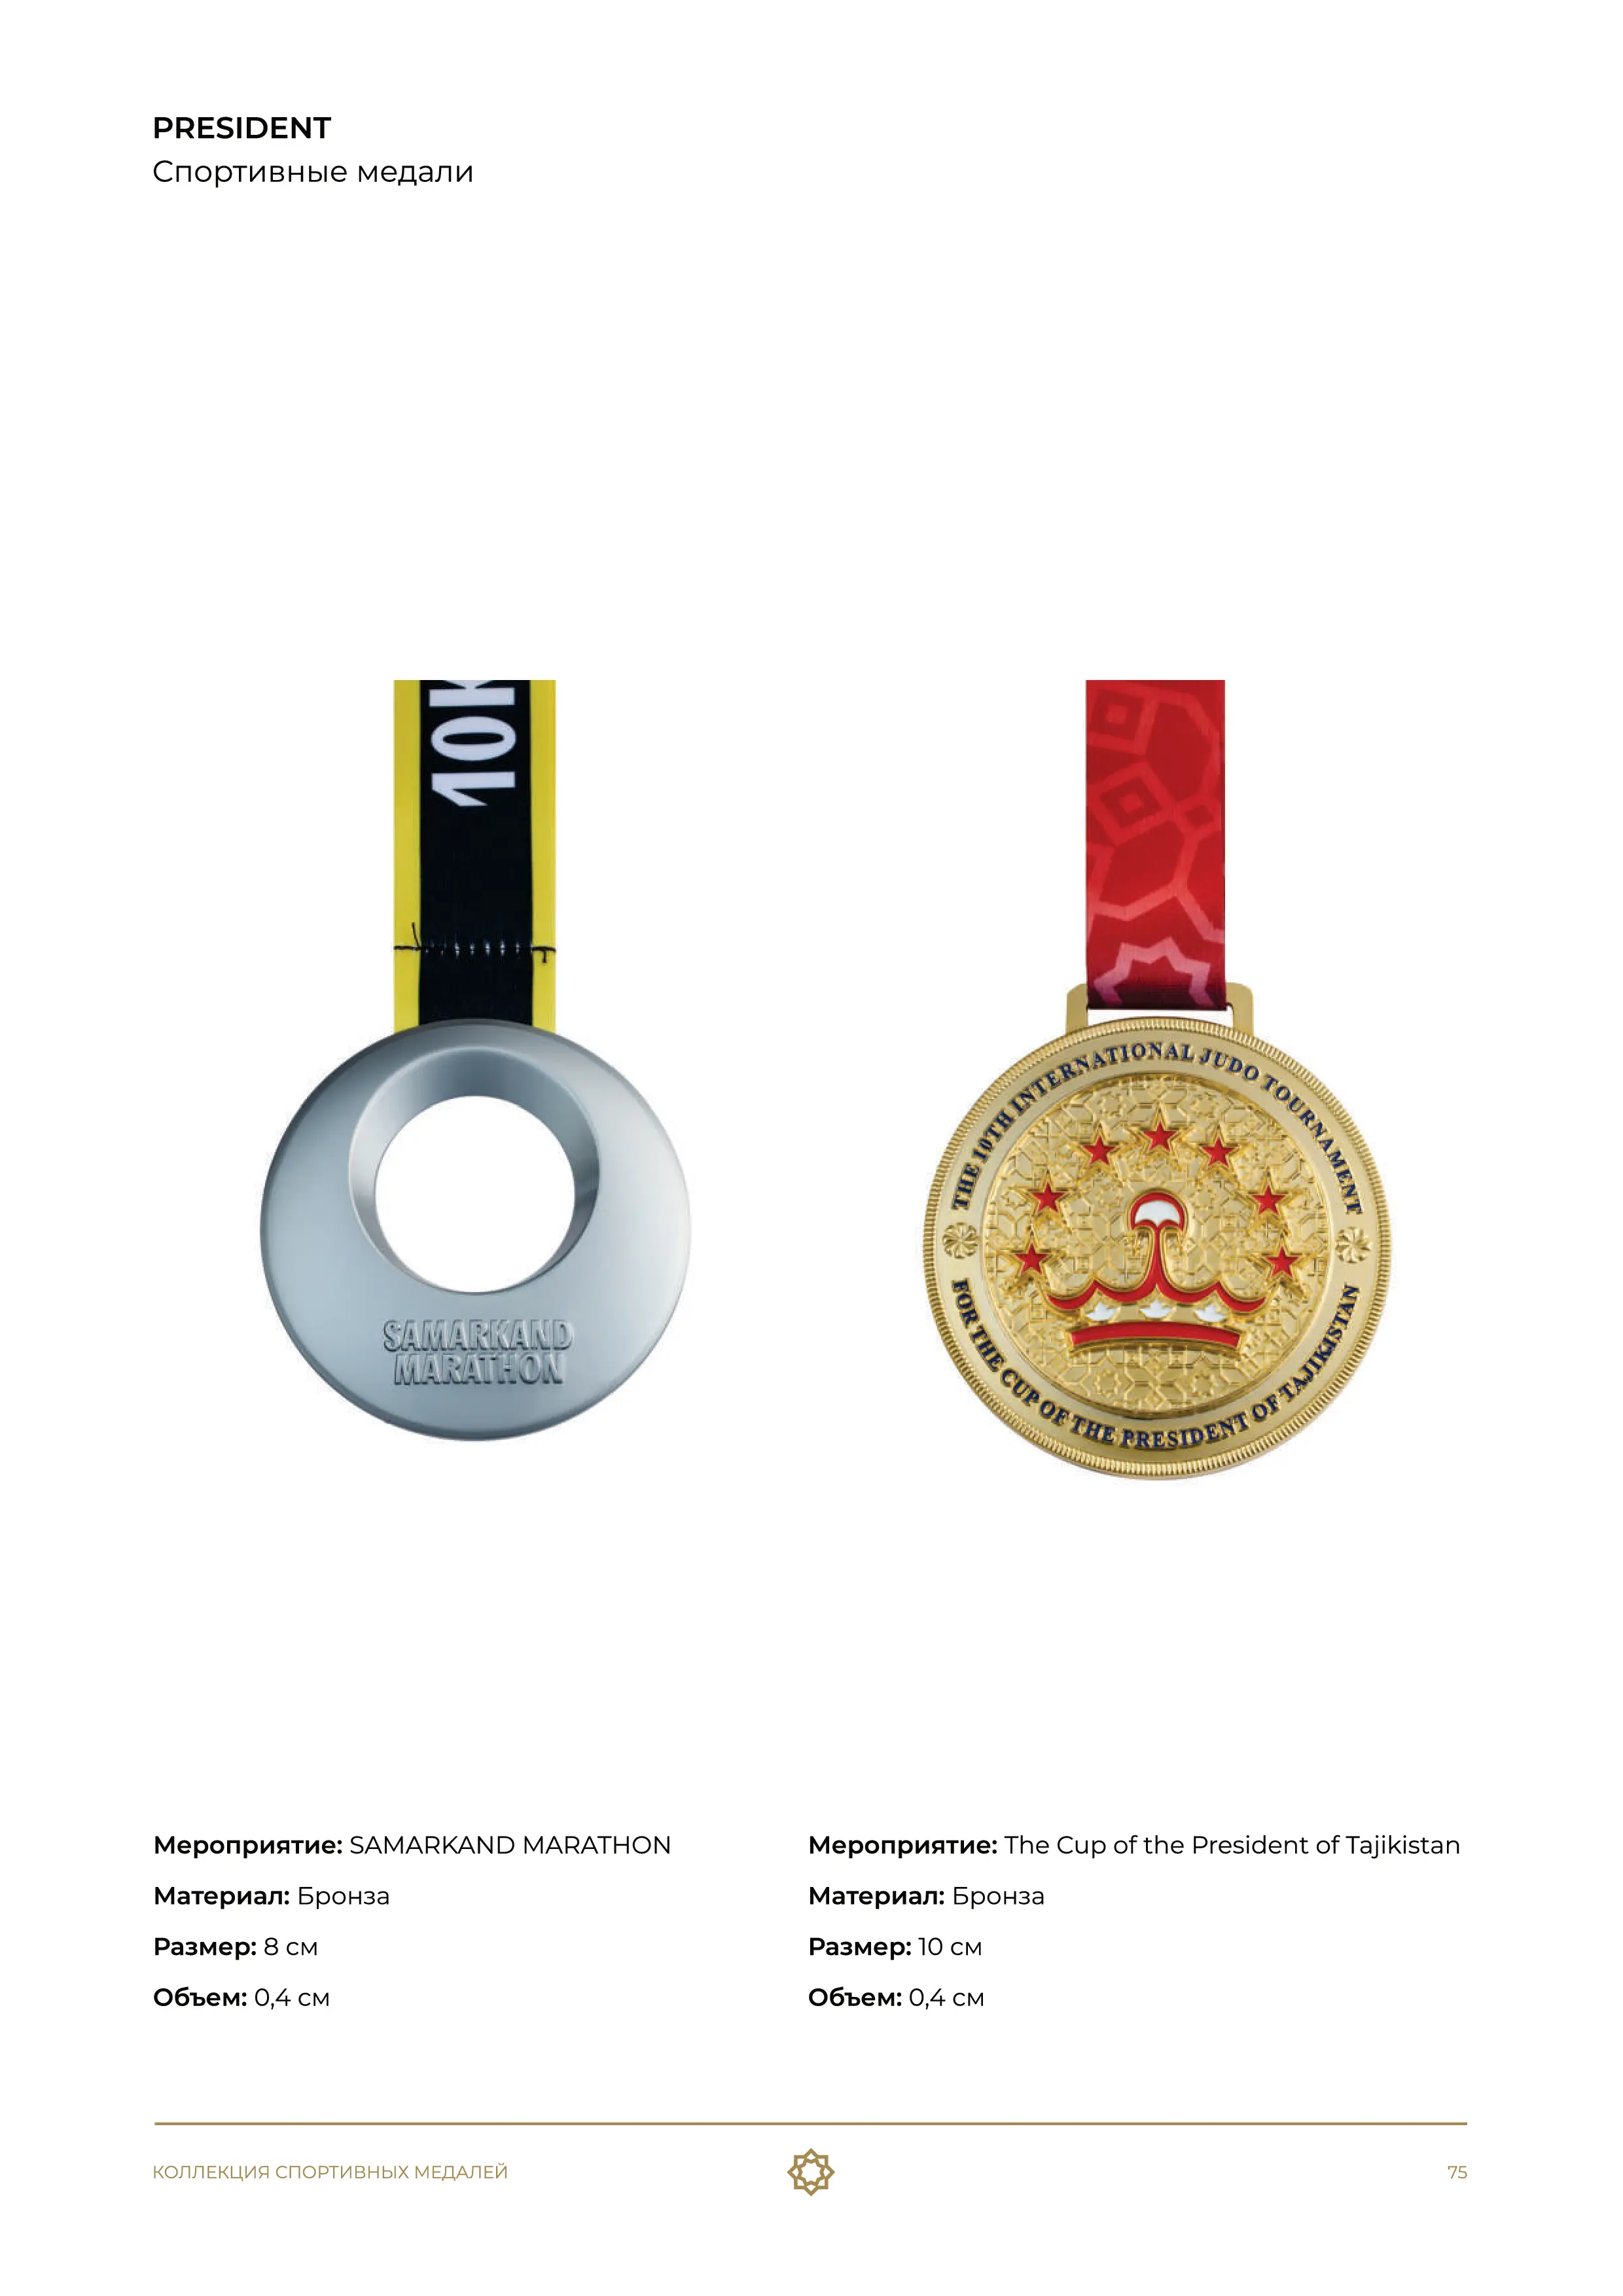 PRESIDENT
Спортивные медали
10K
SAMARKAND
MARATHON
THE 10TH INTERNATIONAL JUDO TOURNAMENT
FOR THE CUP OF THE PRESIDENT OF TAJIKISTAN
Мероприятие: SAMARKAND MARATHON
Материал: Бронза
Размер: 8 см
Объем: 0,4 см
Мероприятие: The Cup of the President of Tajikistan
Материал: Бронза
Размер: 10 см
Объем: 0,4 см
КОЛЛЕКЦИЯ СПОРТИВНЫХ МЕДАЛЕЙ
75